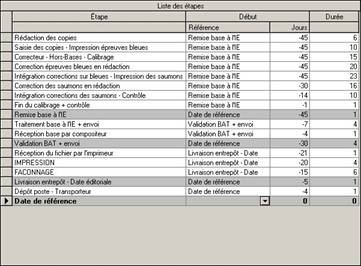 Liste des étapes
Étape Début Durée
Référence Jours
Rédaction des copies Remise base à l'IE -45 6
Saisie des copies - Impression épreuves bleues Remise base à l'IE -45 10
Correcteur - Hors-Bases - Calibrage Remise base à l'IE -45 15
Correction épreuves bleues en rédaction Remise base à l'IE -45 20
Intégration corrections sur bleues - Impression des saumons Remise base à l'IE -45 23
Correction des saumons en rédaction Remise base à l'IE -30 16
Intégration corrections des saumons - Contrôle Remise base à l'IE -14 10
Fin du calibrage + contrôle Remise base à l'IE -1 1
Remise base à l'IE Date de référence -45 1
Traitement base à l'IE + envoi Validation BAT + envoi -7 4
Réception base par compositeur Validation BAT + envoi -4 1
Validation BAT + envoi Date de référence -30 4
Réception du fichier par l'imprimeur Livraison entrepôt - Date -21 1
IMPRESSION Livraison entrepôt - Date -20 4
FACONNAGE Livraison entrepôt - Date -15 6
Livraison entrepôt - Date éditoriale Date de référence -5 1
Dépôt poste - Transporteur Date de référence -4 1
Date de référence 0 0